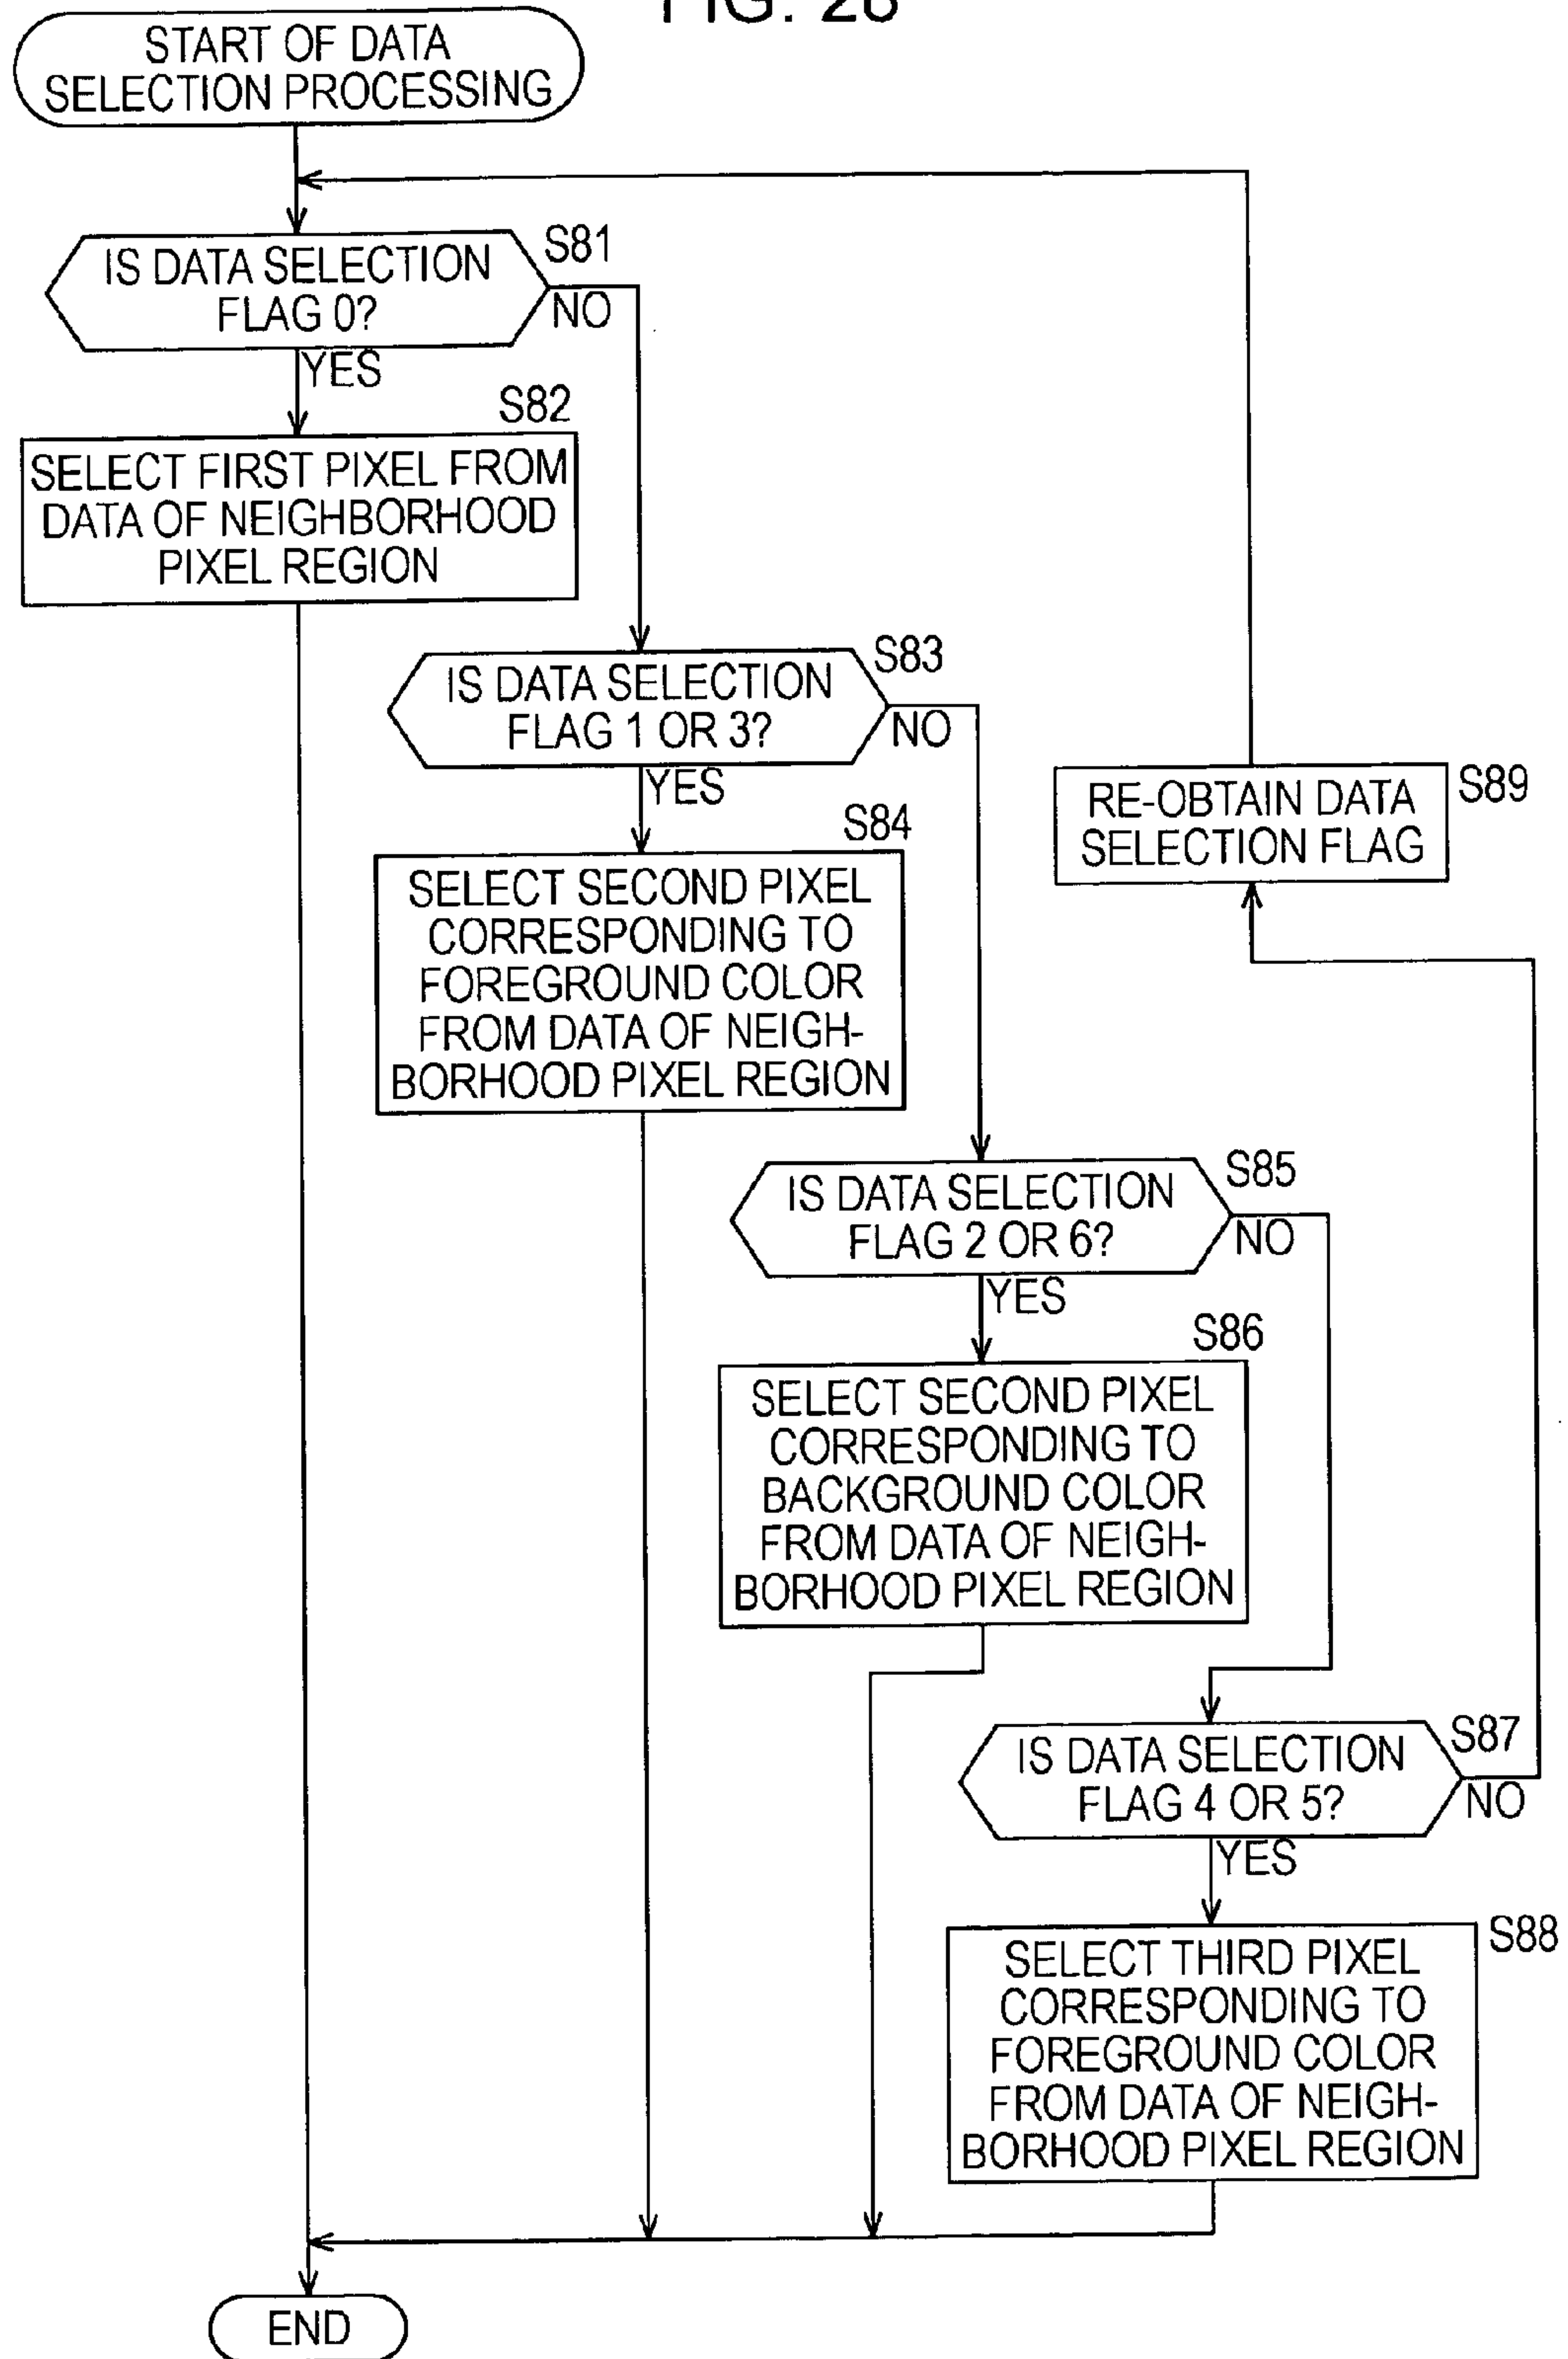 FIG. 28
START OF DATA
SELECTION PROCESSING
IS DATA SELECTION
FLAG 0?
S81
NO
YES
S82
SELECT FIRST PIXEL FROM
DATA OF NEIGHBORHOOD
PIXEL REGION
IS DATA SELECTION
FLAG 1 OR 3?
S83
NO
YES
S84
SELECT SECOND PIXEL
CORRESPONDING TO
FOREGROUND COLOR
FROM DATA OF NEIGH-
BORHOOD PIXEL REGION
RE-OBTAIN DATA
SELECTION FLAG
S89
IS DATA SELECTION
FLAG 2 OR 6?
S85
NO
YES
S86
SELECT SECOND PIXEL
CORRESPONDING TO
BACKGROUND COLOR
FROM DATA OF NEIGH-
BORHOOD PIXEL REGION
IS DATA SELECTION
FLAG 4 OR 5?
S87
NO
YES
S88
SELECT THIRD PIXEL
CORRESPONDING TO
FOREGROUND COLOR
FROM DATA OF NEIGH-
BORHOOD PIXEL REGION
END